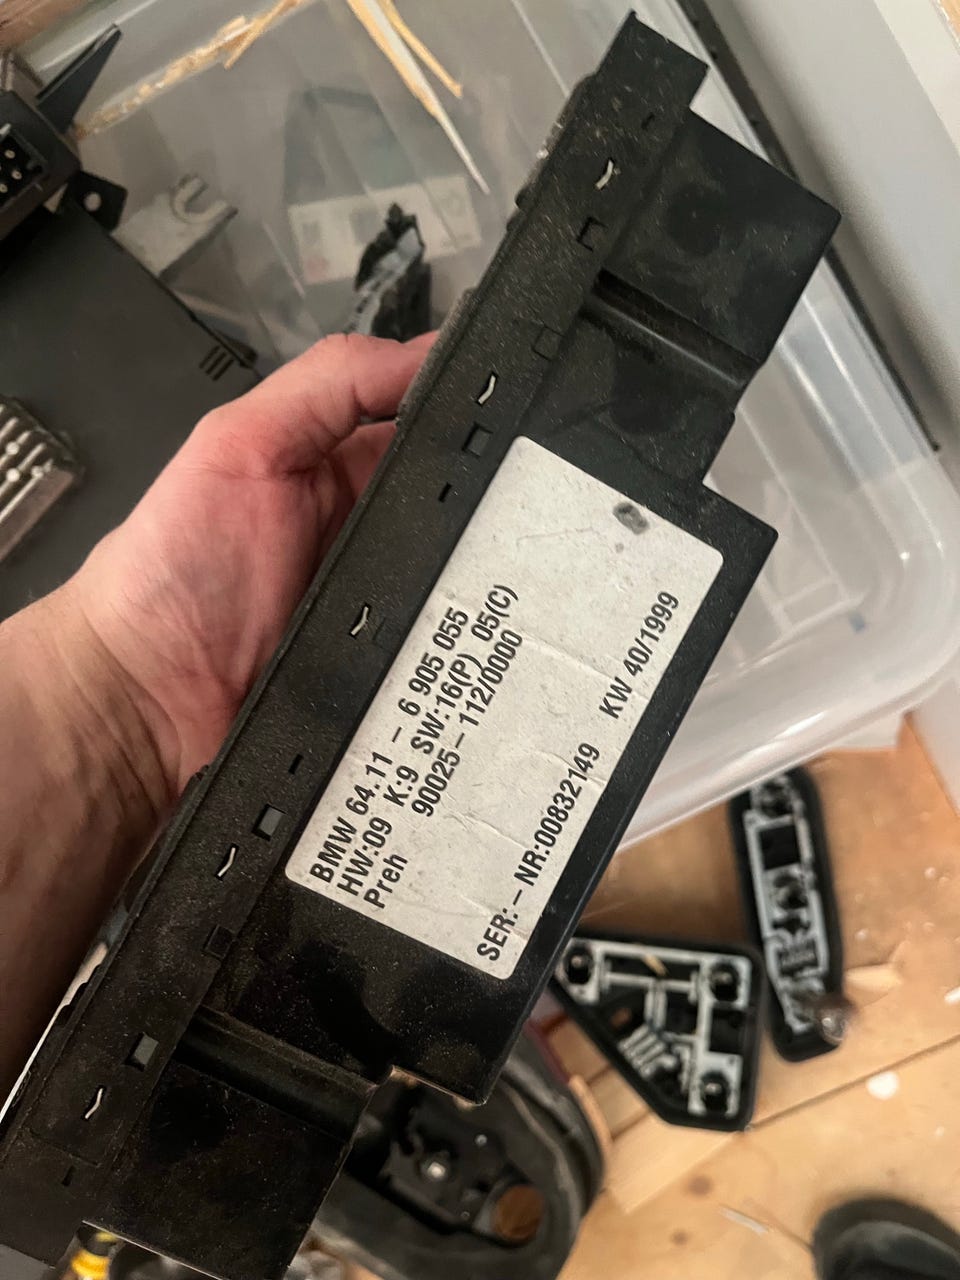 BMW 64.11 – 6 905 055
HW:09 K:9 SW:16(P)_05(C)
Preh 90025–112/0000
SER:–NR:00832149 KW 40/1999